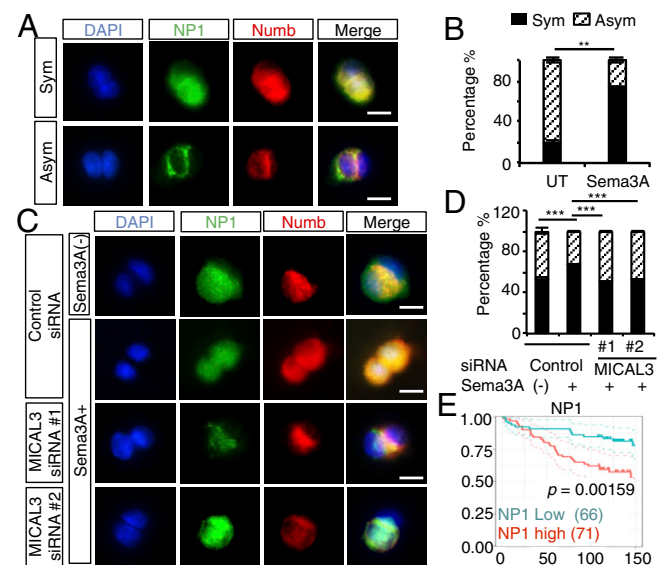 A
DAPI NP1 Numb Merge
Sym
Asym
B
Sym Asym
**
Percentage %
80
40
0
UT Sema3A
C
DAPI NP1 Numb Merge
Control siRNA
Sema3A(-)
Sema3A+
MICAL3 siRNA #1
MICAL3 siRNA #2
D
***
*** ***
Percentage %
120
80
40
0
#1 #2
siRNA Control MICAL3
Sema3A (-) + + +
E
NP1
1.00
0.75
0.50
0.25
0.00
p = 0.00159
NP1 Low (66)
NP1 high (71)
0 50 100 150